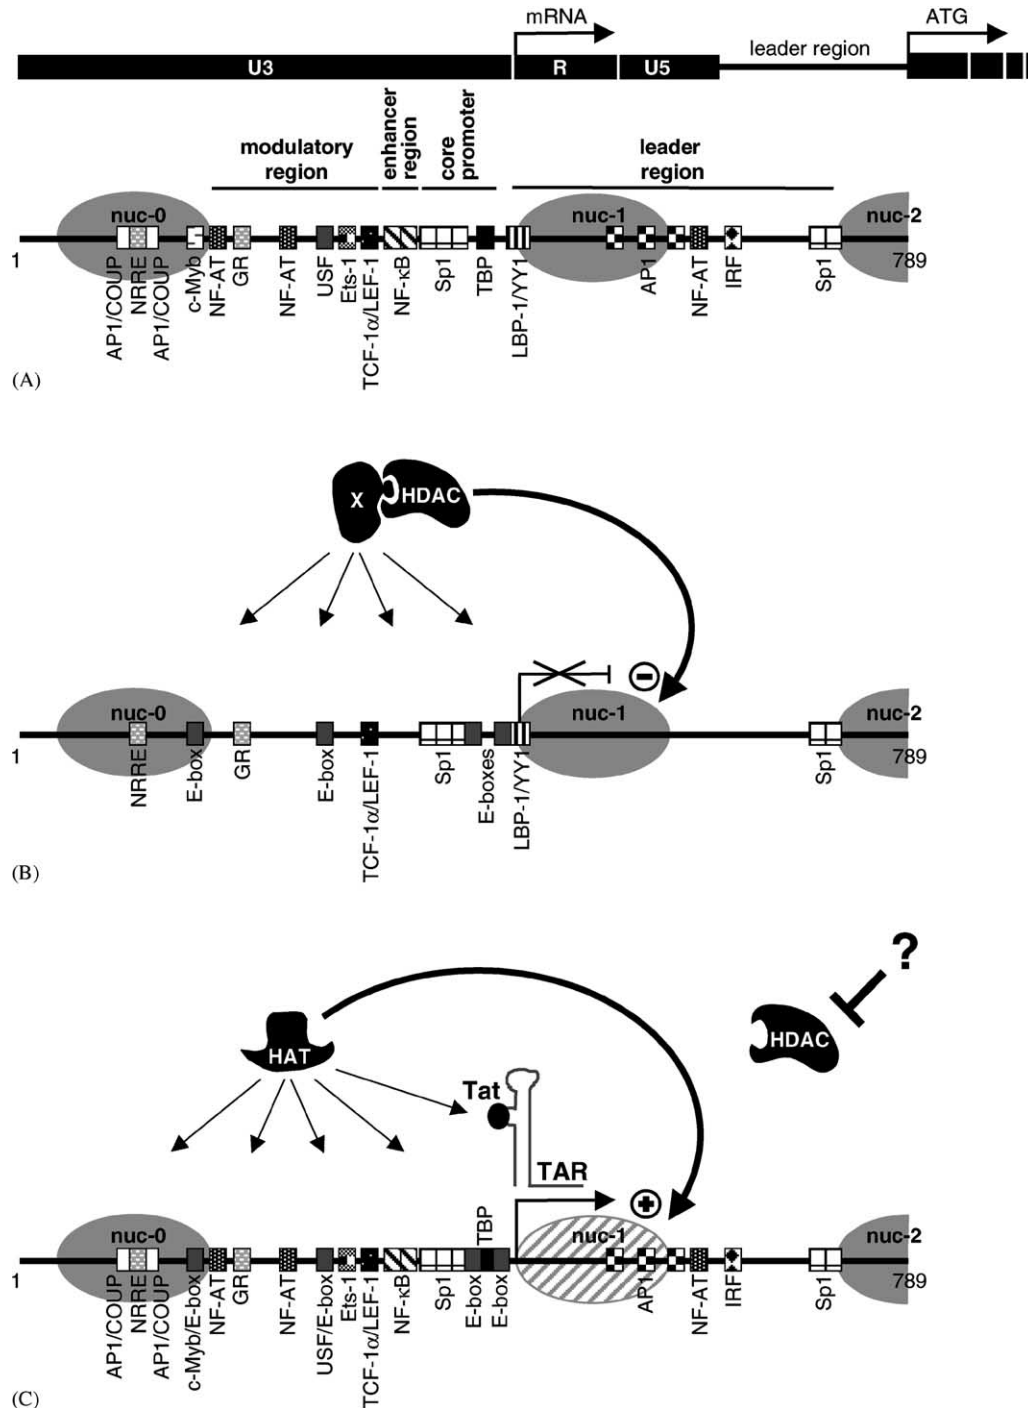 mRNA
ATG
leader region
U3
R
U5
modulatory region
enhancer region
core promoter
leader region
nuc-0
nuc-1
nuc-2
1
789
AP1/COUP
NRRE
AP1/COUP
c-Myb
NF-AT
GR
NF-AT
USF
Ets-1
TCF-1α/LEF-1
NF-κB
Sp1
TBP
LBP-1/YY1
AP1
NF-AT
IRF
Sp1
(A)
X
HDAC
nuc-0
nuc-1
nuc-2
1
789
NRRE
E-box
GR
E-box
TCF-1α/LEF-1
Sp1
E-boxes
LBP-1/YY1
Sp1
(B)
?
HDAC
HAT
Tat
TAR
TBP
nuc-0
nuc-1
nuc-2
1
789
AP1/COUP
NRRE
AP1/COUP
c-Myb/E-box
NF-AT
GR
NF-AT
USF/E-box
Ets-1
TCF-1α/LEF-1
NF-κB
Sp1
E-box
E-box
AP1
NF-AT
IRF
Sp1
(C)